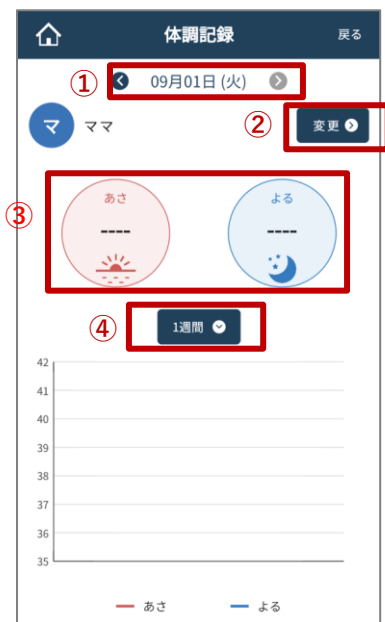 体調記録 戻る
① 09月01日 (火)
マ ママ ② 変更
③ あさ よる
---- ----
④ 1週間
42
41
40
39
38
37
36
35
あさ よる